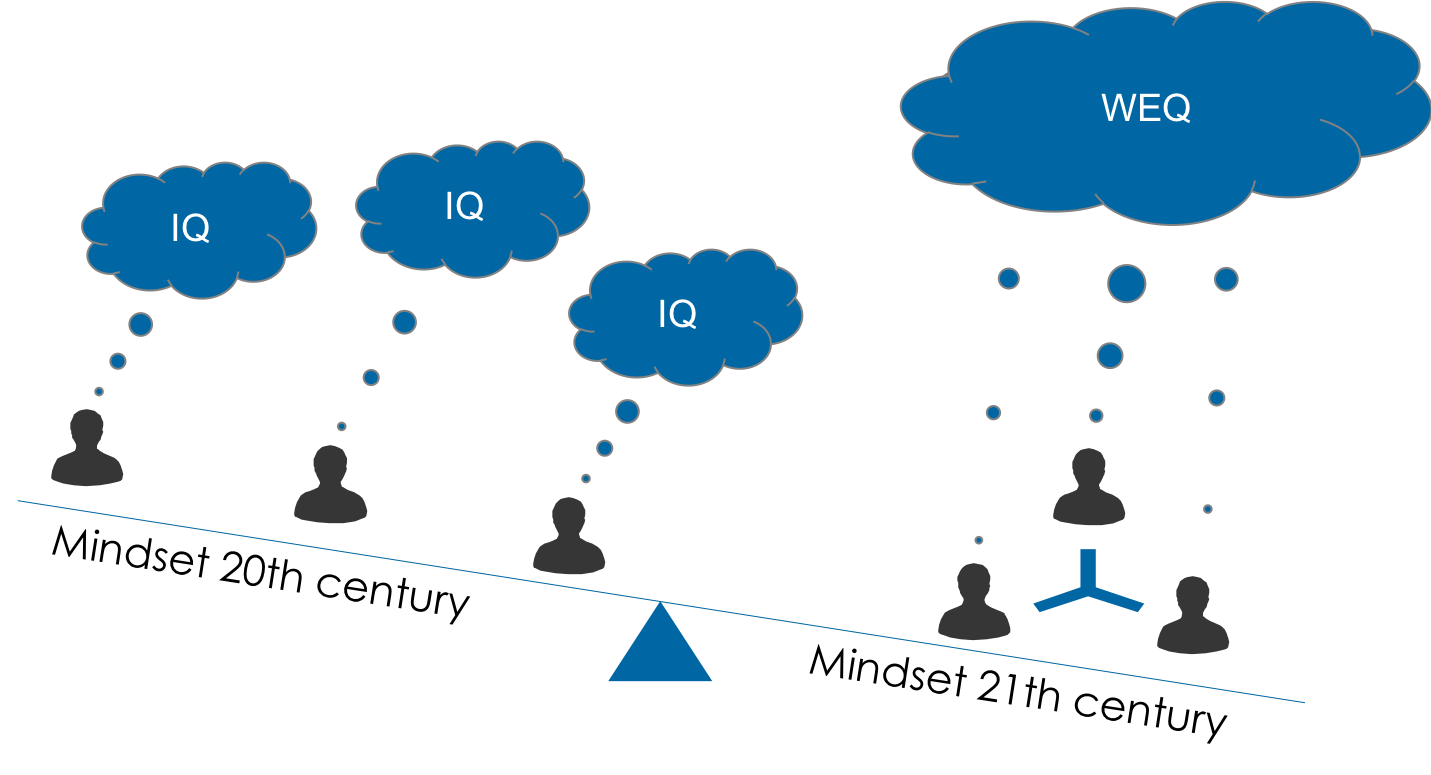 WEQ
IQ
IQ
IQ
Mindset 20th century
Mindset 21th century